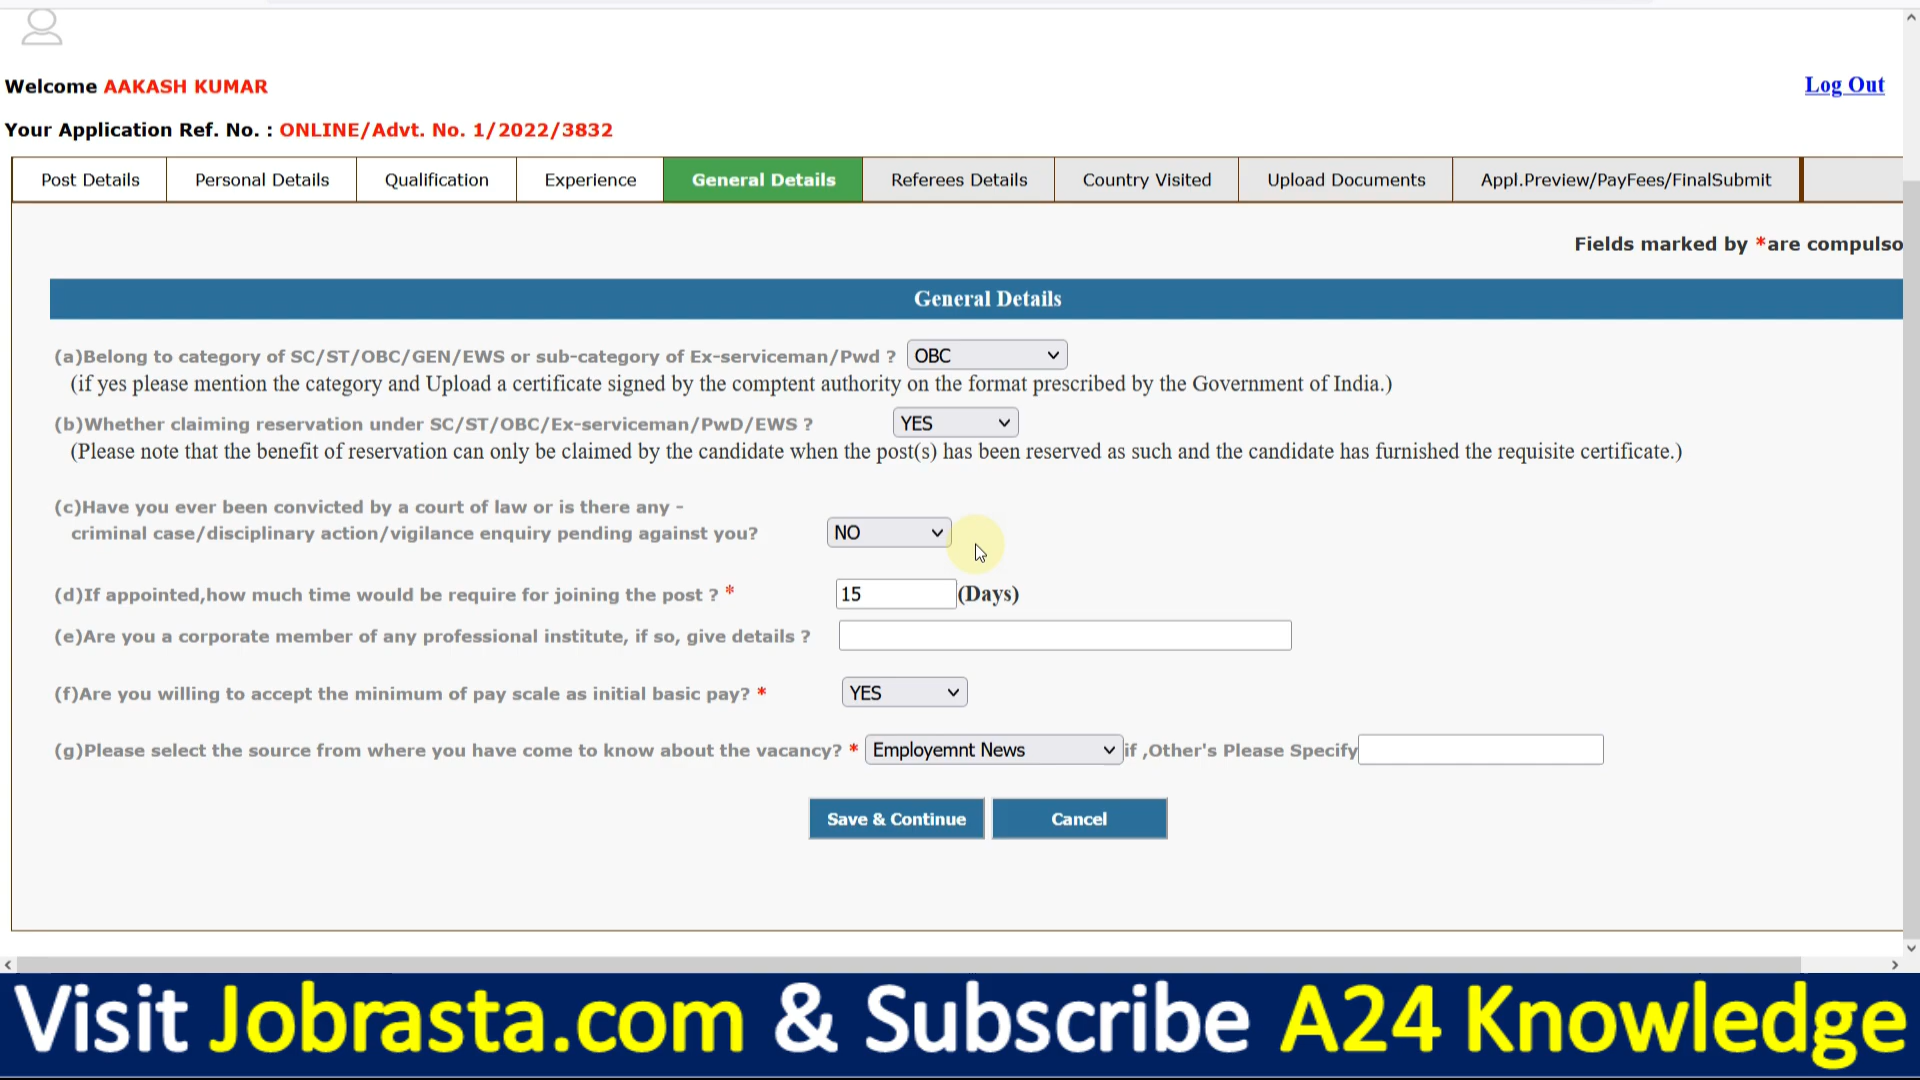 Welcome AAKASH KUMAR
Log Out
Your Application Ref. No. : ONLINE/Advt. No. 1/2022/3832
Post Details Personal Details Qualification Experience General Details Referees Details Country Visited Upload Documents Appl.Preview/PayFees/FinalSubmit
Fields marked by *are compulso
General Details
(a)Belong to category of SC/ST/OBC/GEN/EWS or sub-category of Ex-serviceman/Pwd ? OBC
(if yes please mention the category and Upload a certificate signed by the comptent authority on the format prescribed by the Government of India.)
(b)Whether claiming reservation under SC/ST/OBC/Ex-serviceman/PwD/EWS ? YES
(Please note that the benefit of reservation can only be claimed by the candidate when the post(s) has been reserved as such and the candidate has furnished the requisite certificate.)
(c)Have you ever been convicted by a court of law or is there any -
criminal case/disciplinary action/vigilance enquiry pending against you? NO
(d)If appointed,how much time would be require for joining the post ? * 15 (Days)
(e)Are you a corporate member of any professional institute, if so, give details ?
(f)Are you willing to accept the minimum of pay scale as initial basic pay? * YES
(g)Please select the source from where you have come to know about the vacancy? * Employemnt News if ,Other's Please Specify
Save & Continue Cancel
Visit Jobrasta.com & Subscribe A24 Knowledge